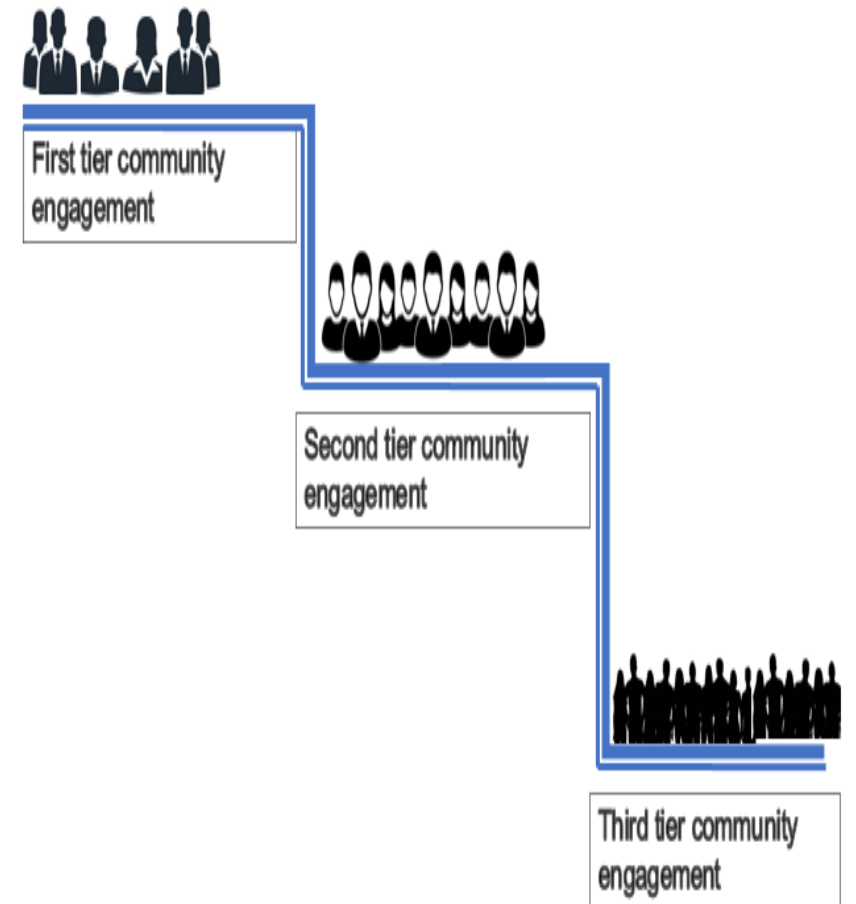 First tier community
engagement
Second tier community
engagement
Third tier community
engagement